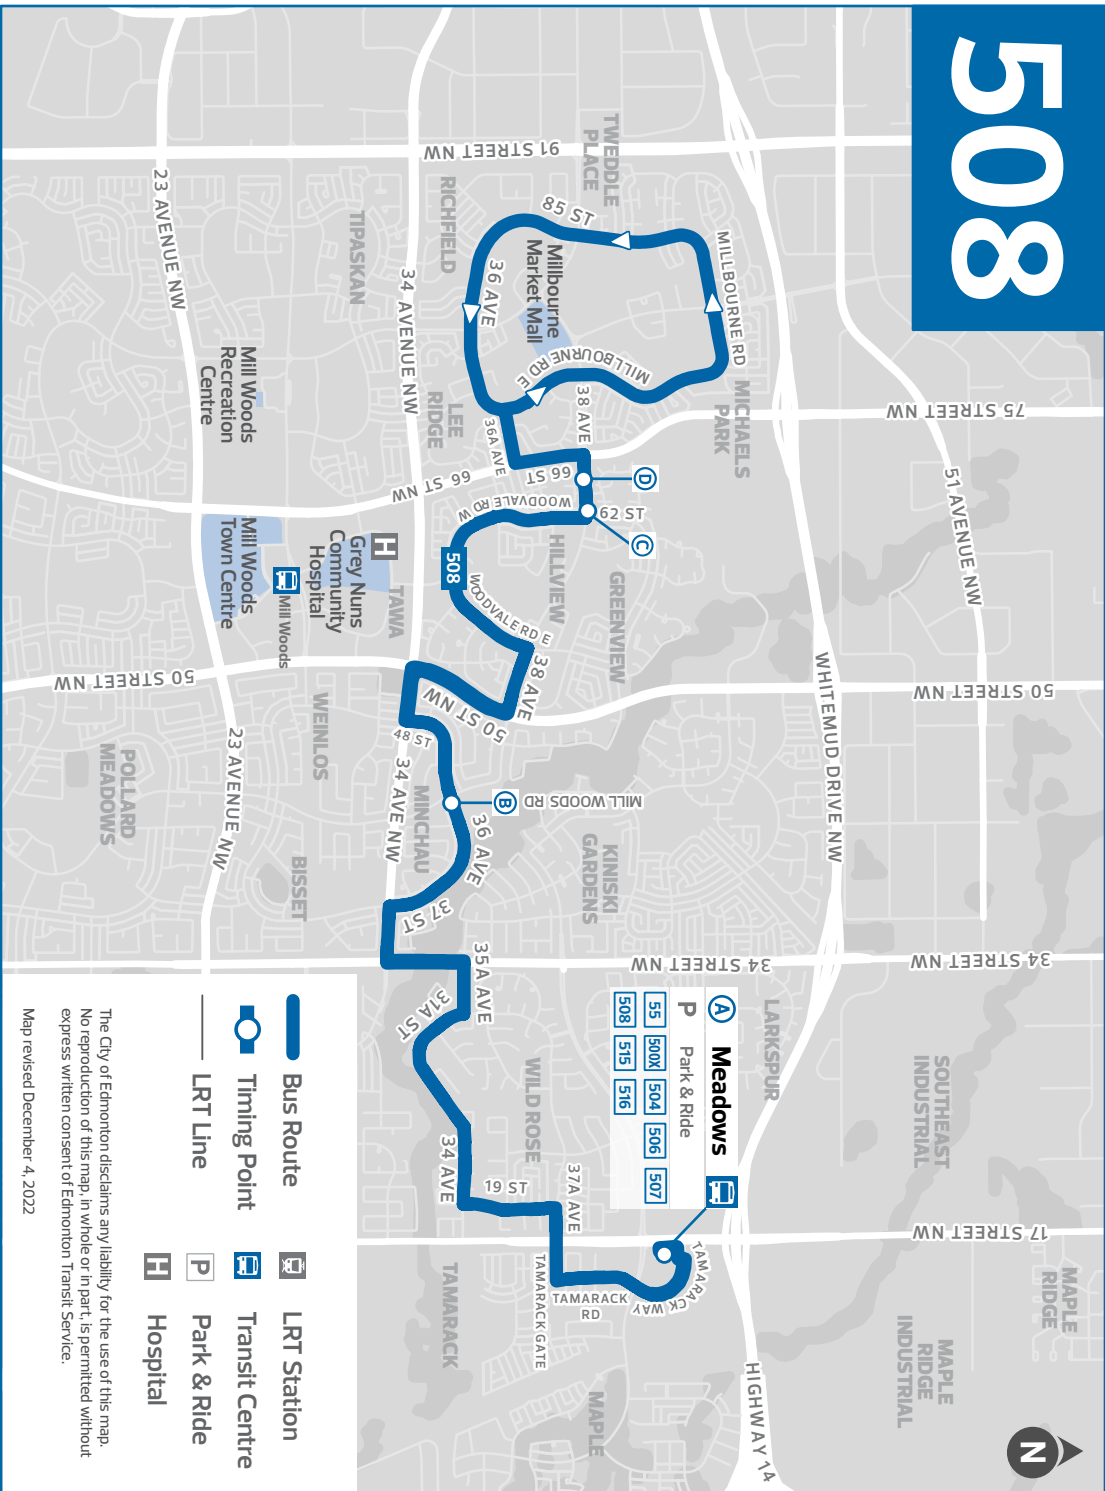 508
TWEDDLE
PLACE
91 STREET NW
RICHFIELD
TIPASKAN
23 AVENUE NW
34 AVENUE NW
85 ST
MILLBOURNE RD
36 AVE
Millbourne
Market Mall
MILLBOURNE RD E
38 AVE
MICHAELS
PARK
75 STREET NW
51 AVENUE NW
LEE
RIDGE
36A AVE
66 ST
66 ST NW
D
62 ST
C
WOODVALE RD W
Mill Woods
Recreation
Centre
Mill Woods
Town Centre
Mill Woods
H
Grey Nuns
Community
Hospital
TAWA
508
HILLVIEW
GREENVIEW
WOODVALE RD E
38 AVE
50 ST NW
50 STREET NW
50 STREET NW
WHITEMUD DRIVE NW
48 ST
34 AVE NW
WEINLOS
POLLARD
MEADOWS
23 AVENUE NW
MINCHAU
B
MILL WOODS RD
36 AVE
KINISKI
GARDENS
BISSET
37 ST
35A AVE
34 STREET NW
34 STREET NW
31A ST
LARKSPUR
A Meadows
P Park & Ride
55 500X 504 506 507
508 515 516
SOUTHEAST
INDUSTRIAL
WILD ROSE
34 AVE
19 ST
37A AVE
17 STREET NW
TAMARACK WAY
TAMARACK
RD
TAMARACK GATE
TAMARACK
MAPLE
MAPLE
RIDGE
MAPLE
RIDGE
INDUSTRIAL
HIGHWAY 14
N
Bus Route
Timing Point
LRT Line
LRT Station
Transit Centre
P Park & Ride
H Hospital
The City of Edmonton disclaims any liability for the use of this map.
No reproduction of this map, in whole or in part, is permitted without
express written consent of Edmonton Transit Service.
Map revised December 4, 2022